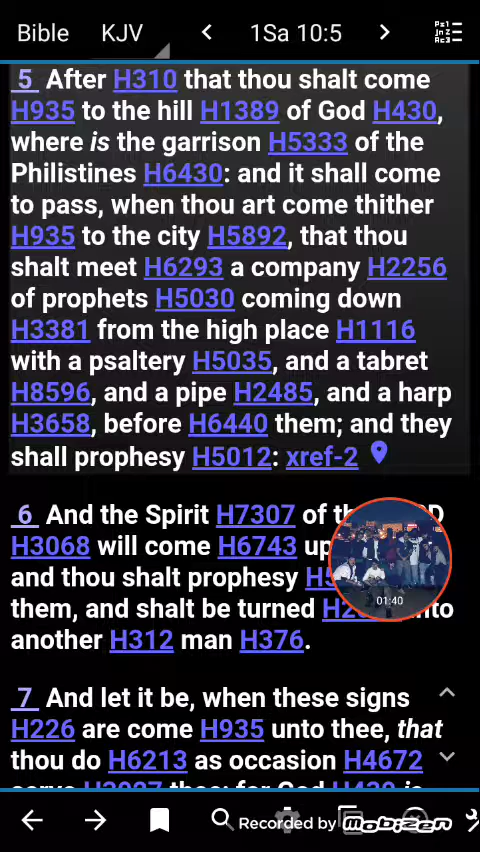 Bible KJV 1Sa 10:5
5 After H310 that thou shalt come
H935 to the hill H1389 of God H430,
where is the garrison H5333 of the
Philistines H6430: and it shall come
to pass, when thou art come thither
H935 to the city H5892, that thou
shalt meet H6293 a company H2256
of prophets H5030 coming down
H3381 from the high place H1116
with a psaltery H5035, and a tabret
H8596, and a pipe H2485, and a harp
H3658, before H6440 them; and they
shall prophesy H5012: xref-2
6 And the Spirit H7307 of
H3068 will come H6743
and thou shalt prophesy
them, and shalt be turned
another H312 man H376.
01:40
7 And let it be, when these signs
H226 are come H935 unto thee, that
thou do H6213 as occasion H4672
Recorded by mobizen